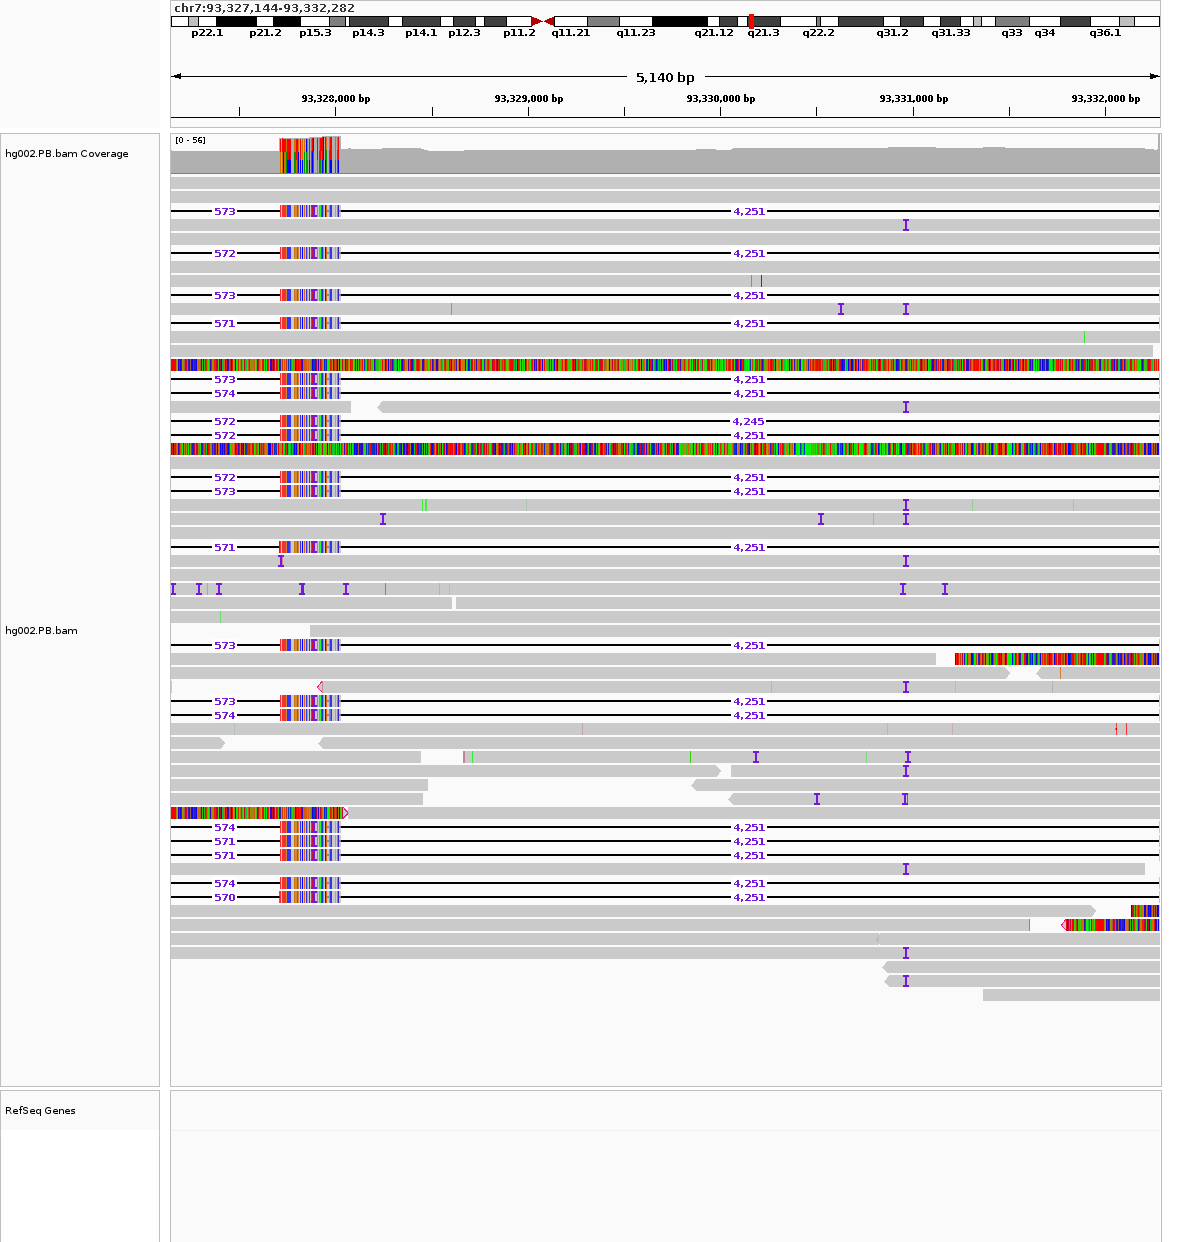 chr7:93,327,144-93,332,282
p22.1 p21.2 p15.3 p14.3 p14.1 p12.3 p11.2 q11.21 q11.23 q21.12 q21.3 q22.2 q31.2 q31.33 q33 q34 q36.1
5,140 bp
93,328,000 bp 93,329,000 bp 93,330,000 bp 93,331,000 bp 93,332,000 bp
[0 - 56]
hg002.PB.bam Coverage
573 4,251
572 4,251
573 4,251
571 4,251
573 4,251
574 4,251
572 4,245
572 4,251
572 4,251
573 4,251
571 4,251
hg002.PB.bam
573 4,251
573 4,251
574 4,251
574 4,251
571 4,251
571 4,251
574 4,251
570 4,251
RefSeq Genes